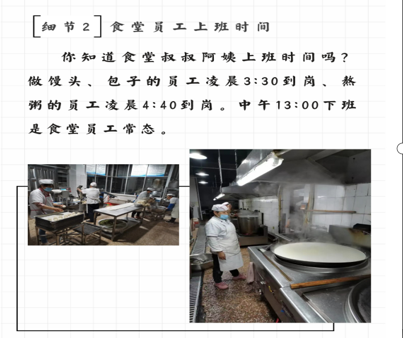 [细节2]食堂员工上班时间
你知道食堂叔叔阿姨上班时间吗?
做馒头、包子的员工凌晨3:30到岗、熬
粥的员工凌晨4:40到岗。中午13:00下班
是食堂员工常态。